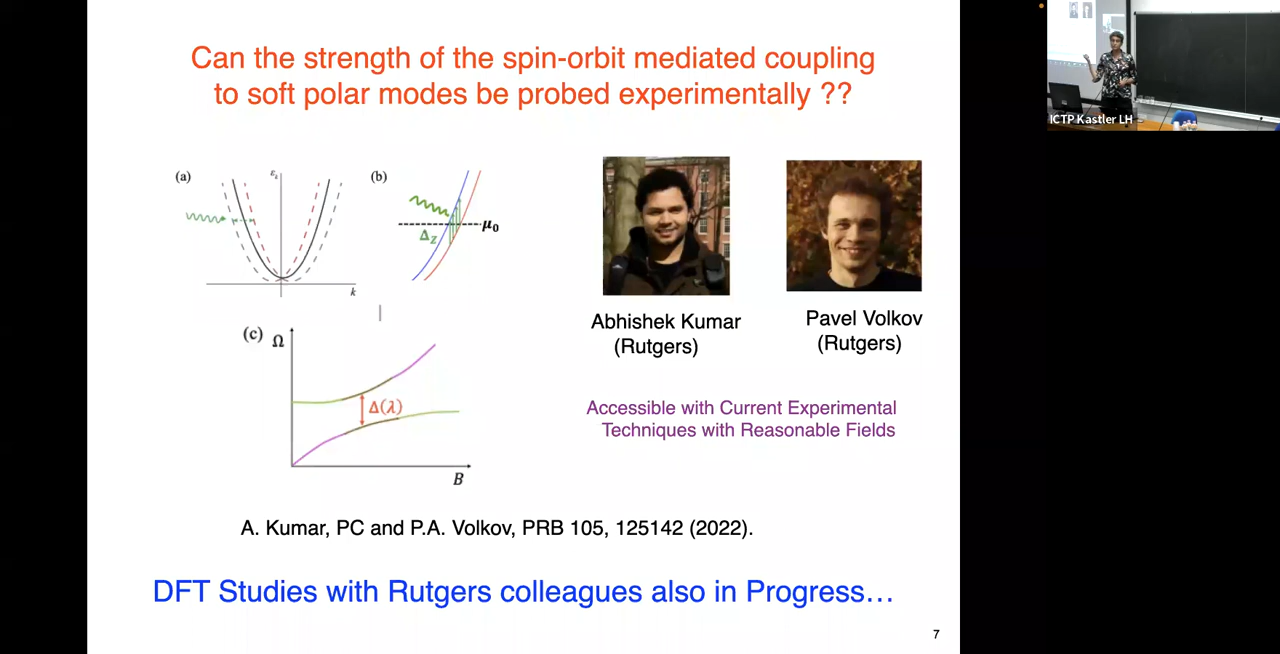 Can the strength of the spin-orbit mediated coupling
to soft polar modes be probed experimentally ??
ICTP Kastler LH
(a)
εₖ
k
(b)
Δ_Z
μ₀
(c)
Ω
Δ(λ)
B
Abhishek Kumar
(Rutgers)
Pavel Volkov
(Rutgers)
Accessible with Current Experimental
Techniques with Reasonable Fields
A. Kumar, PC and P.A. Volkov, PRB 105, 125142 (2022).
DFT Studies with Rutgers colleagues also in Progress…
7